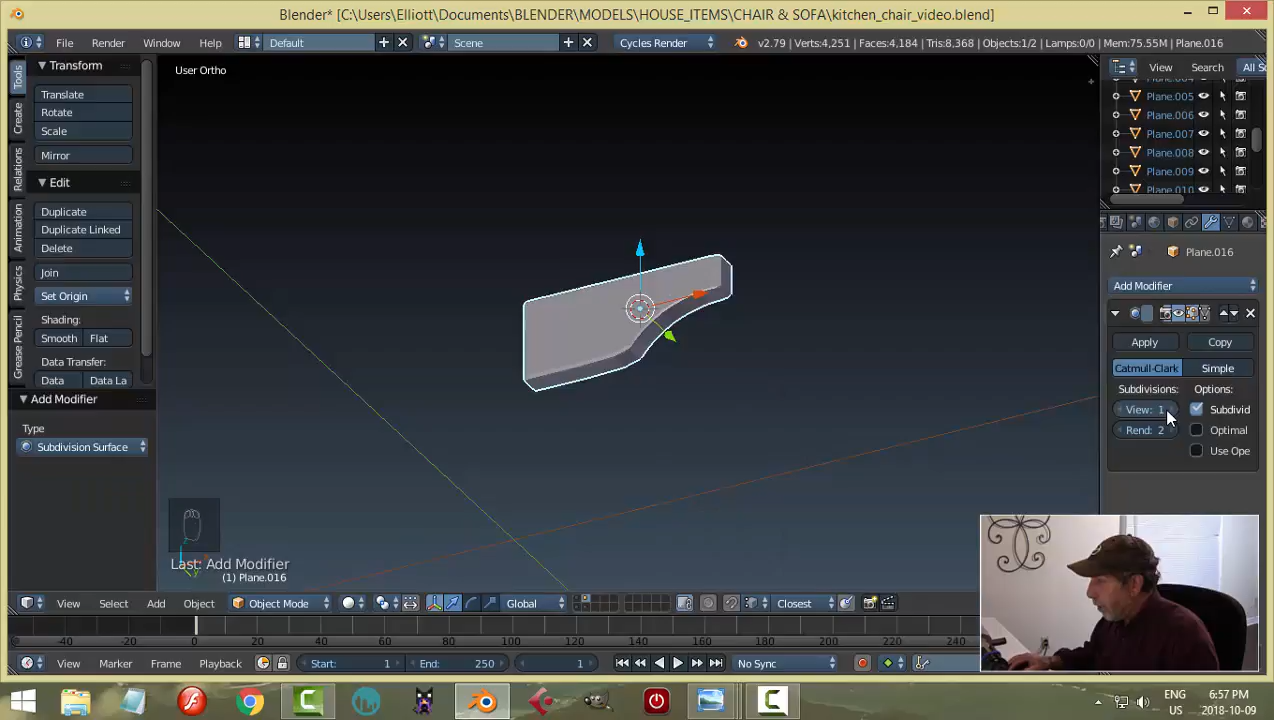 Blender* [C:\Users\Elliott\Documents\BLENDER\MODELS\HOUSE_ITEMS\CHAIR & SOFA\kitchen_chair_video.blend]
File Render Window Help Default Scene Cycles Render v2.79 | Verts:4,251 | Faces:4,184 | Tris:8,368 | Objects:1/2 | Lamps:0/0 | Mem:75.55M | Plane.016
Tools
Create
Relations
Animation
Physics
Grease Pencil
Transform
Translate
Rotate
Scale
Mirror
Edit
Duplicate
Duplicate Linked
Delete
Join
Set Origin
Shading:
Smooth Flat
Data Transfer:
Data Data La
Add Modifier
Type
Subdivision Surface
User Ortho
Last: Add Modifier
(1) Plane.016
View Search All Sc
Plane.005
Plane.006
Plane.007
Plane.008
Plane.009
Plane.010
Plane.016
Add Modifier
Apply Copy
Catmull-Clark Simple
Subdivisions: Options:
View: 1 Subdivid
Rend: 2 Optimal
Use Ope
View Select Add Object Object Mode Global Closest
-40 -20 0 20 40 60 80 100 120 140 160 180 200 220 240
View Marker Frame Playback Start: 1 End: 250 1 No Sync
ENG 6:57 PM
US 2018-10-09